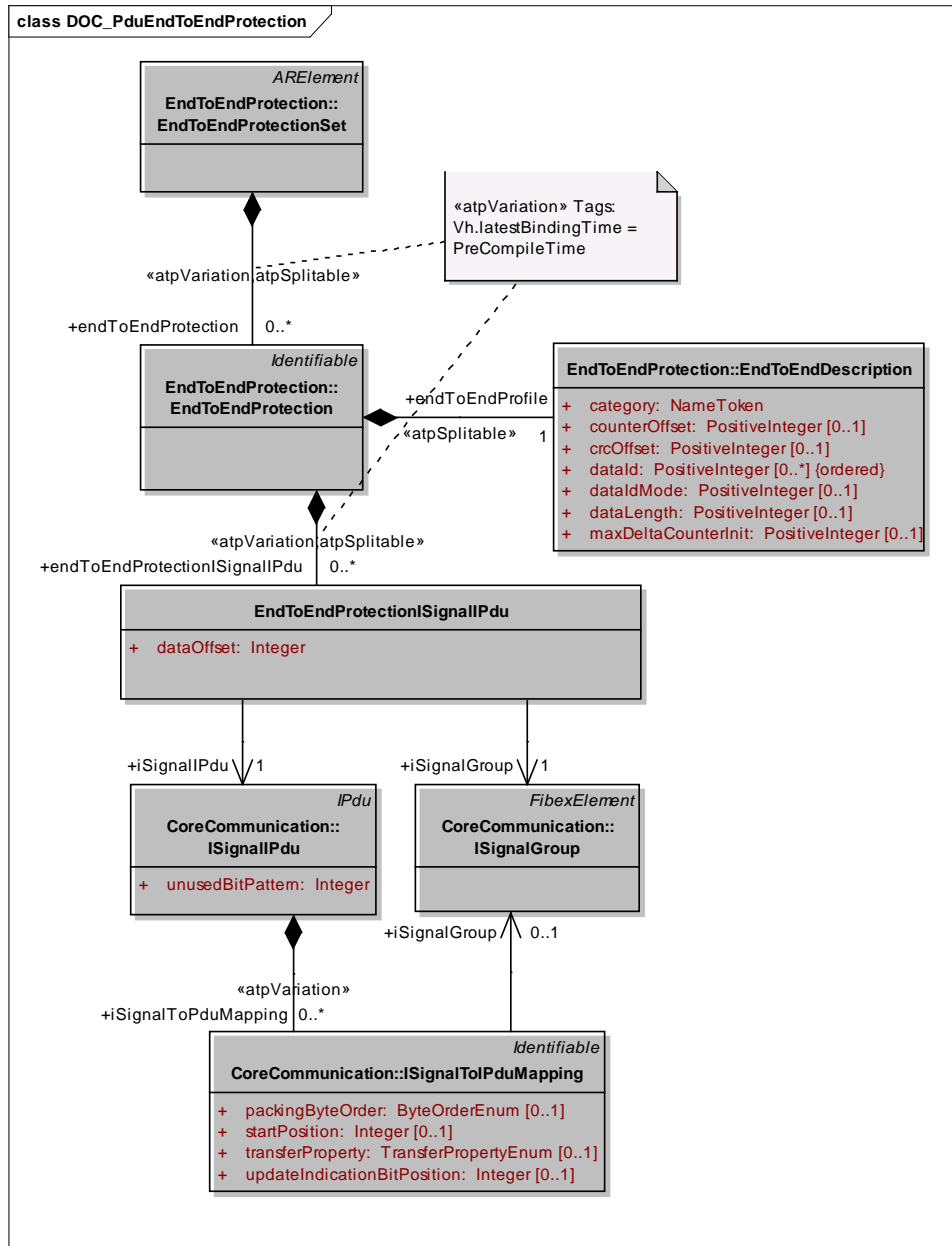 class DOC_PduEndToEndProtection
ARElement
EndToEndProtection::
EndToEndProtectionSet
«atpVariation» Tags:
Vh.latestBindingTime =
PreCompileTime
«atpVariation,atpSplitable»
+endToEndProtection 0..*
Identifiable
EndToEndProtection::
EndToEndProtection
+endToEndProfile
«atpSplitable» 1
EndToEndProtection::EndToEndDescription
+ category: NameToken
+ counterOffset: PositiveInteger [0..1]
+ crcOffset: PositiveInteger [0..1]
+ dataId: PositiveInteger [0..*] {ordered}
+ dataIdMode: PositiveInteger [0..1]
+ dataLength: PositiveInteger [0..1]
+ maxDeltaCounterInit: PositiveInteger [0..1]
«atpVariation,atpSplitable»
+endToEndProtectionISignalIPdu 0..*
EndToEndProtectionISignalIPdu
+ dataOffset: Integer
+iSignalIPdu 1
+iSignalGroup 1
IPdu
CoreCommunication::
ISignalIPdu
+ unusedBitPattern: Integer
FibexElement
CoreCommunication::
ISignalGroup
+iSignalGroup 0..1
«atpVariation»
+iSignalToPduMapping 0..*
Identifiable
CoreCommunication::ISignalToIPduMapping
+ packingByteOrder: ByteOrderEnum [0..1]
+ startPosition: Integer [0..1]
+ transferProperty: TransferPropertyEnum [0..1]
+ updateIndicationBitPosition: Integer [0..1]